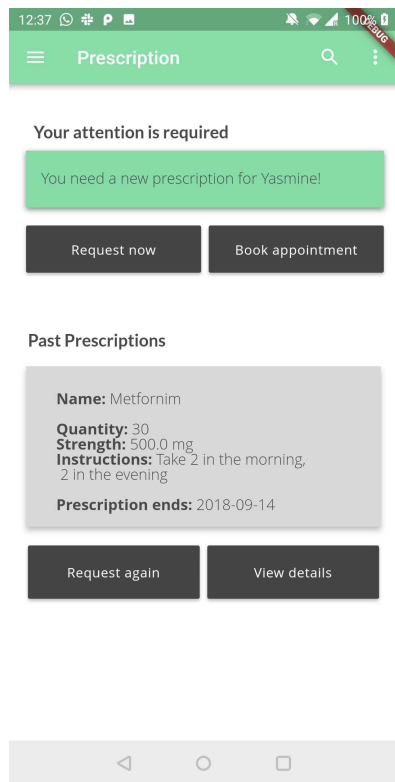 12:37 100%
DEBUG
Prescription
Your attention is required
You need a new prescription for Yasmine!
Request now Book appointment
Past Prescriptions
Name: Metfornim
Quantity: 30
Strength: 500.0 mg
Instructions: Take 2 in the morning,
2 in the evening
Prescription ends: 2018-09-14
Request again View details